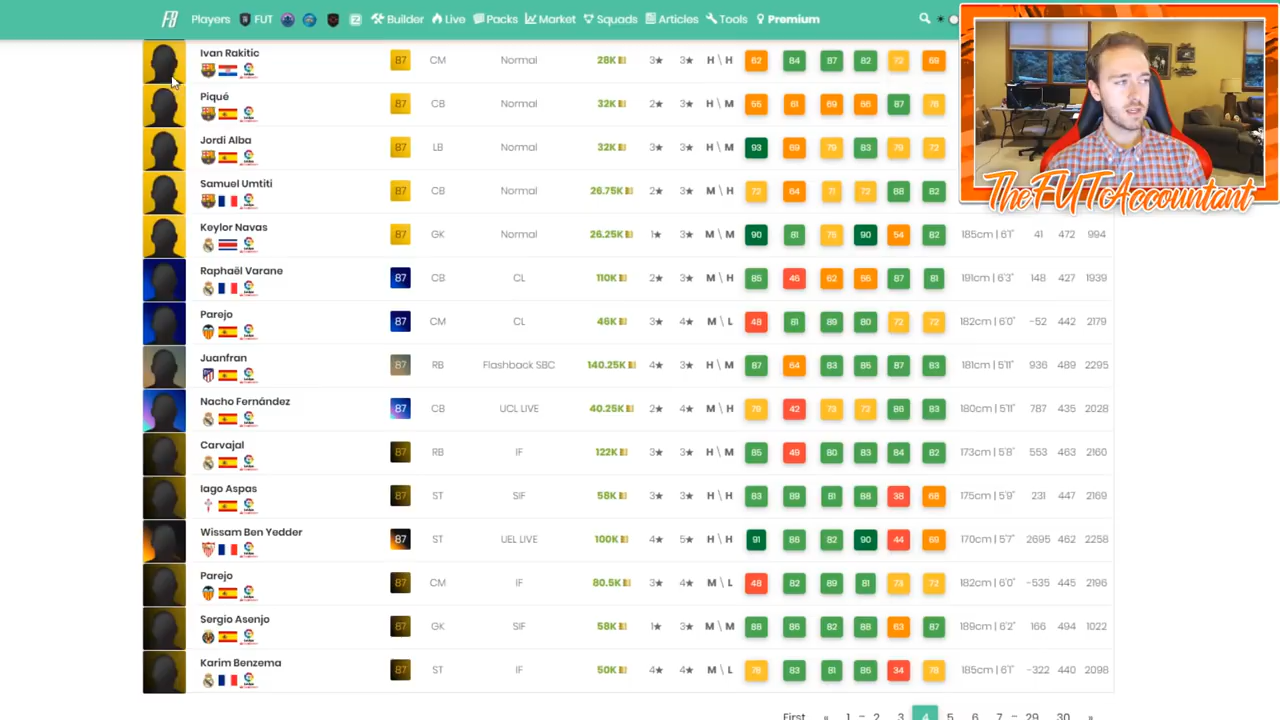 F8 Players FUT Builder Live Packs Market Squads Articles Tools Premium
Ivan Rakitic 87 CM Normal 28K 3★ 3★ H \ H 62 84 87 82 72 69
Piqué 87 CB Normal 32K 2★ 3★ H \ M 55 61 69 66 87 76
Jordi Alba 87 LB Normal 32K 3★ 3★ H \ M 93 69 79 83 79 72
Samuel Umtiti 87 CB Normal 26.75K 2★ 3★ M \ H 72 64 71 72 88 82
Keylor Navas 87 GK Normal 26.25K 1★ 3★ M \ M 90 81 75 90 54 82 185cm | 6'1" 41 472 994
Raphaël Varane 87 CB CL 110K 2★ 3★ M \ H 85 46 62 66 87 81 191cm | 6'3" 148 427 1939
Parejo 87 CM CL 46K 3★ 4★ M \ L 48 81 89 80 72 72 182cm | 6'0" -52 442 2179
Juanfran 87 RB Flashback SBC 140.25K 4★ 3★ H \ M 87 64 83 85 87 83 181cm | 5'11" 936 489 2295
Nacho Fernández 87 CB UCL LIVE 40.25K 2★ 4★ M \ H 79 42 73 72 88 83 180cm | 5'11" 787 435 2028
Carvajal 87 RB IF 122K 3★ 3★ H \ M 85 49 80 83 84 82 173cm | 5'8" 553 463 2160
Iago Aspas 87 ST SIF 58K 3★ 3★ H \ H 83 89 81 88 38 68 175cm | 5'9" 231 447 2169
Wissam Ben Yedder 87 ST UEL LIVE 100K 4★ 5★ H \ H 91 88 82 90 44 69 170cm | 5'7" 2695 462 2258
Parejo 87 CM IF 80.5K 3★ 4★ M \ L 48 82 89 81 73 72 182cm | 6'0" -535 445 2196
Sergio Asenjo 87 GK SIF 58K 1★ 3★ M \ M 88 86 82 88 63 87 189cm | 6'2" 166 494 1022
Karim Benzema 87 ST IF 50K 4★ 4★ M \ L 78 83 81 86 34 78 185cm | 6'1" -322 440 2098
First « 1 ... 2 3 4 5 6 7 ... 29 30 »
TheFUTAccountant